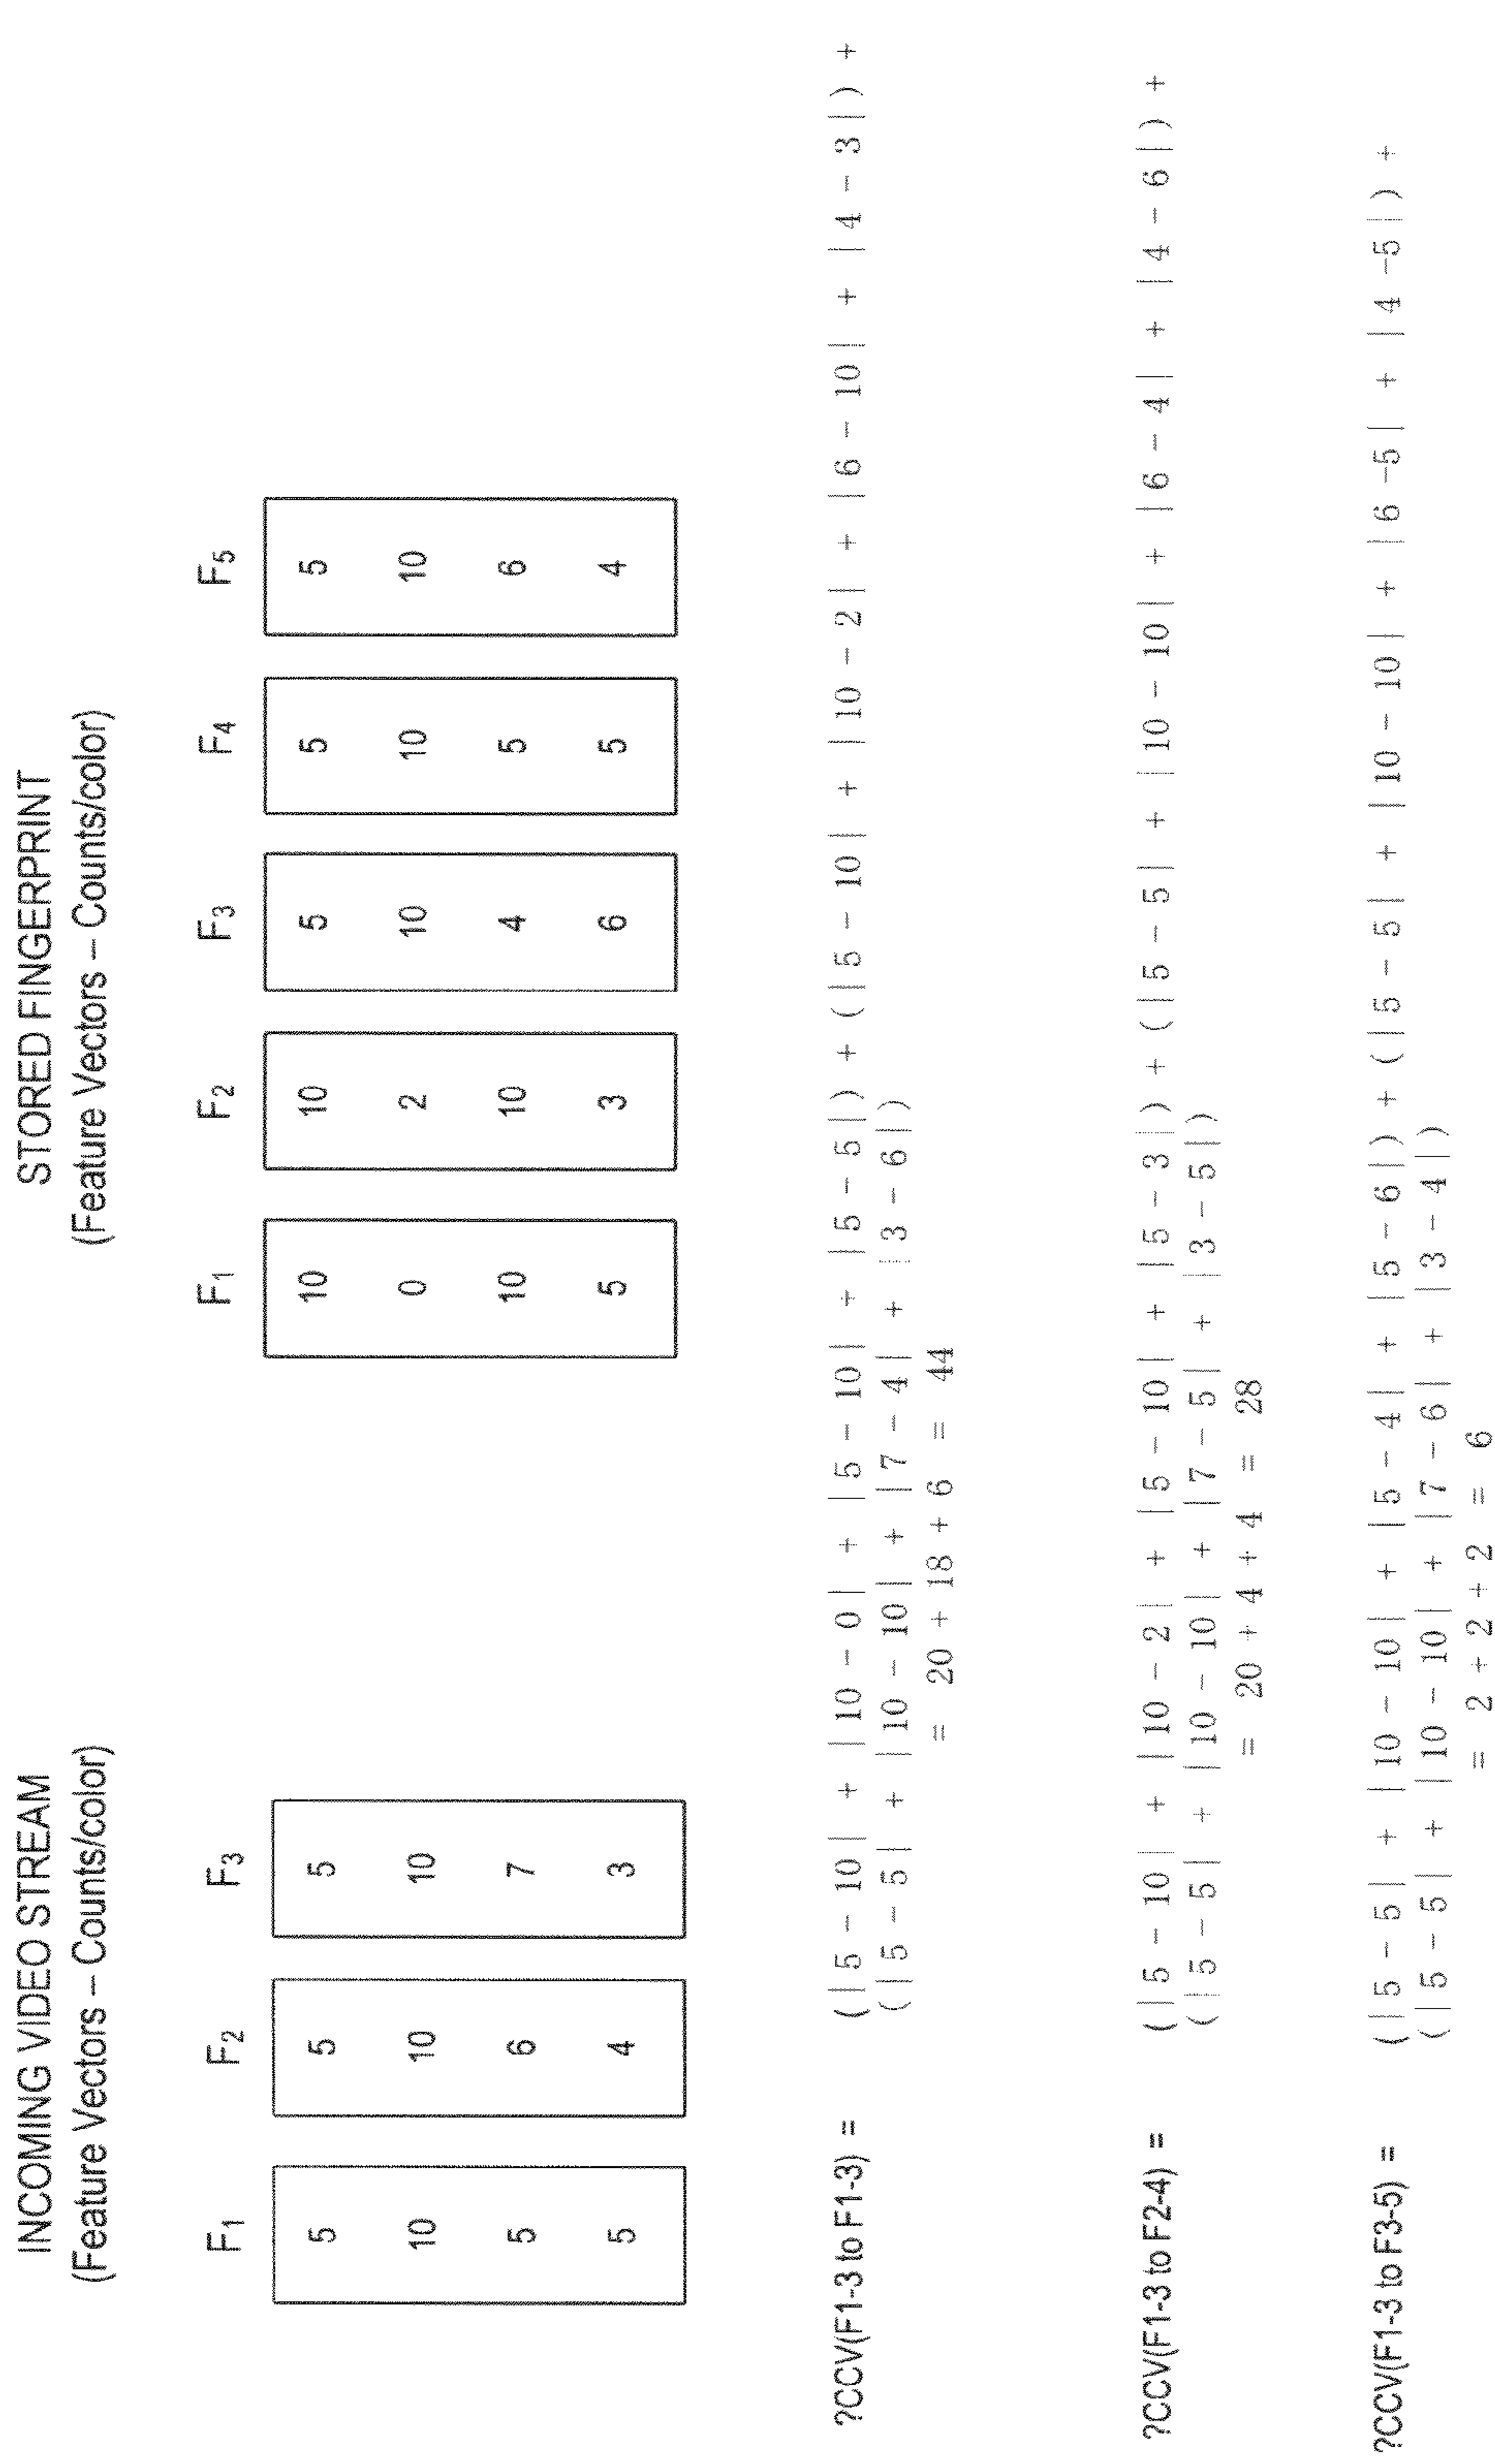 INCOMING VIDEO STREAM
(Feature Vectors – Counts/color)
F1 F2 F3
5 5 5
10 10 10
5 6 7
5 4 3
STORED FINGERPRINT
(Feature Vectors – Counts/color)
F1 F2 F3 F4 F5
10 10 5 5 5
0 2 10 10 10
10 10 4 5 6
5 3 6 5 4
?CCV(F1-3 to F1-3) = (|5 − 10| + |10 − 0| + |5 − 10| + |5 − 5|) + (|5 − 10| + |10 − 2| + |6 − 10| + |4 − 3|) +
(|5 − 5| + |10 − 10| + |7 − 4| + |3 − 6|)
= 20 + 18 + 6 = 44
?CCV(F1-3 to F2-4) = (|5 − 10| + |10 − 2| + |5 − 10| + |5 − 3|) + (|5 − 5| + |10 − 10| + |6 − 4| + |4 − 6|) +
(|5 − 5| + |10 − 10| + |7 − 5| + |3 − 5|)
= 20 + 4 + 4 = 28
?CCV(F1-3 to F3-5) = (|5 − 5| + |10 − 10| + |5 − 4| + |5 − 6|) + (|5 − 5| + |10 − 10| + |6 −5| + |4 −5|) +
(|5 − 5| + |10 − 10| + |7 − 6| + |3 − 4|)
= 2 + 2 + 2 = 6